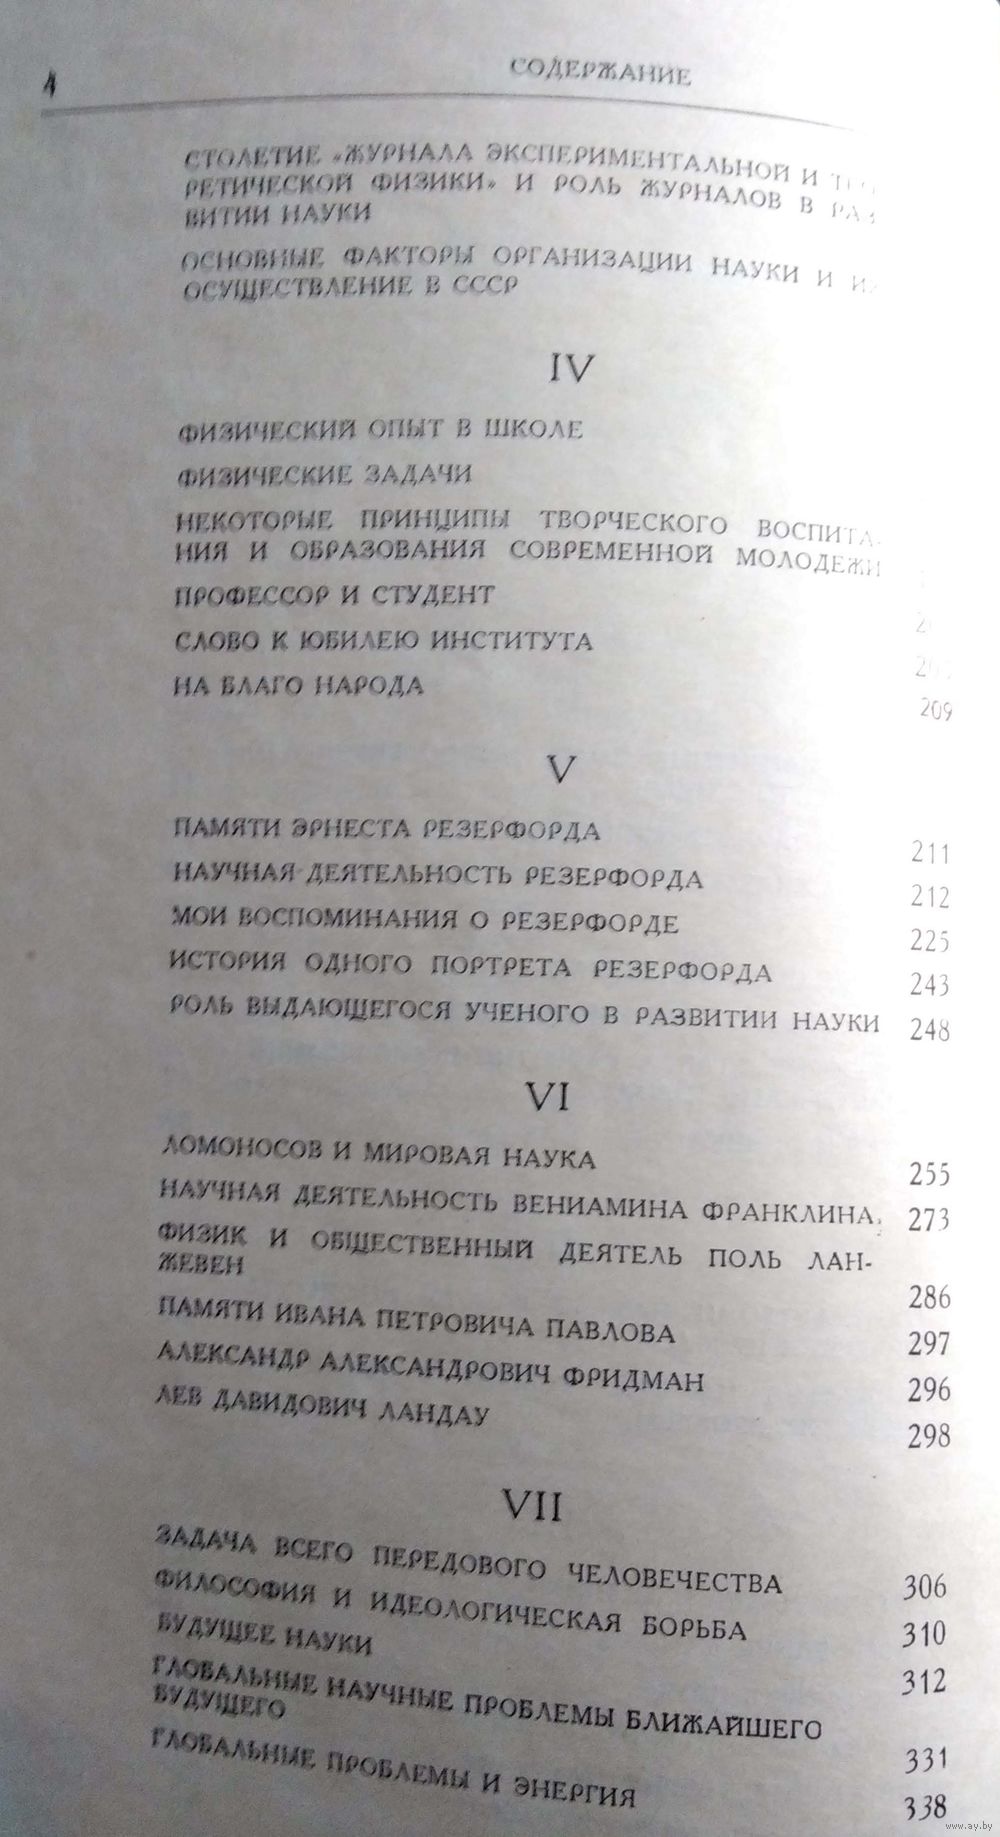 4
СОДЕРЖАНИЕ
СТОЛЕТИЕ «ЖУРНАЛА ЭКСПЕРИМЕНТАЛЬНОЙ И
РЕТИЧЕСКОЙ ФИЗИКИ» И РОЛЬ ЖУРНАЛОВ В РАЗ
ВИТИИ НАУКИ
ОСНОВНЫЕ ФАКТОРЫ ОРГАНИЗАЦИИ НАУКИ И
ОСУЩЕСТВЛЕНИЕ В СССР
IV
ФИЗИЧЕСКИЙ ОПЫТ В ШКОЛЕ
ФИЗИЧЕСКИЕ ЗАДАЧИ
НЕКОТОРЫЕ ПРИНЦИПЫ ТВОРЧЕСКОГО ВОСПИТА-
НИЯ И ОБРАЗОВАНИЯ СОВРЕМЕННОЙ МОЛОДЕЖИ
ПРОФЕССОР И СТУДЕНТ
СЛОВО К ЮБИЛЕЮ ИНСТИТУТА
НА БЛАГО НАРОДА 209
V
ПАМЯТИ ЭРНЕСТА РЕЗЕРФОРДА 211
НАУЧНАЯ ДЕЯТЕЛЬНОСТЬ РЕЗЕРФОРДА 212
МОИ ВОСПОМИНАНИЯ О РЕЗЕРФОРДЕ 225
ИСТОРИЯ ОДНОГО ПОРТРЕТА РЕЗЕРФОРДА 243
РОЛЬ ВЫДАЮЩЕГОСЯ УЧЕНОГО В РАЗВИТИИ НАУКИ 248
VI
ЛОМОНОСОВ И МИРОВАЯ НАУКА 255
НАУЧНАЯ ДЕЯТЕЛЬНОСТЬ ВЕНИАМИНА ФРАНКЛИНА 273
ФИЗИК И ОБЩЕСТВЕННЫЙ ДЕЯТЕЛЬ ПОЛЬ ЛАН-
ЖЕВЕН 286
ПАМЯТИ ИВАНА ПЕТРОВИЧА ПАВЛОВА 297
АЛЕКСАНДР АЛЕКСАНДРОВИЧ ФРИДМАН 296
ЛЕВ ДАВИДОВИЧ ЛАНДАУ 298
VII
ЗАДАЧА ВСЕГО ПЕРЕДОВОГО ЧЕЛОВЕЧЕСТВА 306
ФИЛОСОФИЯ И ИДЕОЛОГИЧЕСКАЯ БОРЬБА 310
БУДУЩЕЕ НАУКИ 312
ГЛОБАЛЬНЫЕ НАУЧНЫЕ ПРОБЛЕМЫ БЛИЖАЙШЕГО
БУДУЩЕГО 331
ГЛОБАЛЬНЫЕ ПРОБЛЕМЫ И ЭНЕРГИЯ 338
www.ay.by